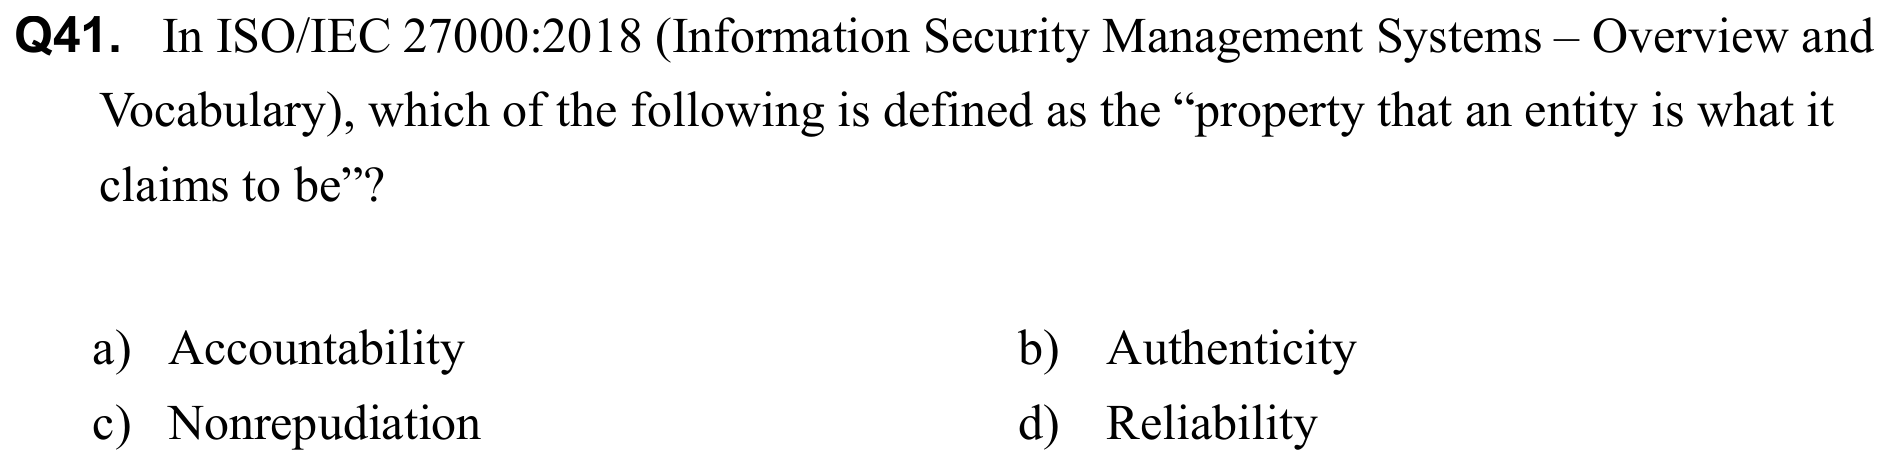 Q41. In ISO/IEC 27000:2018 (Information Security Management Systems – Overview and
Vocabulary), which of the following is defined as the “property that an entity is what it
claims to be”?
a) Accountability b) Authenticity
c) Nonrepudiation d) Reliability